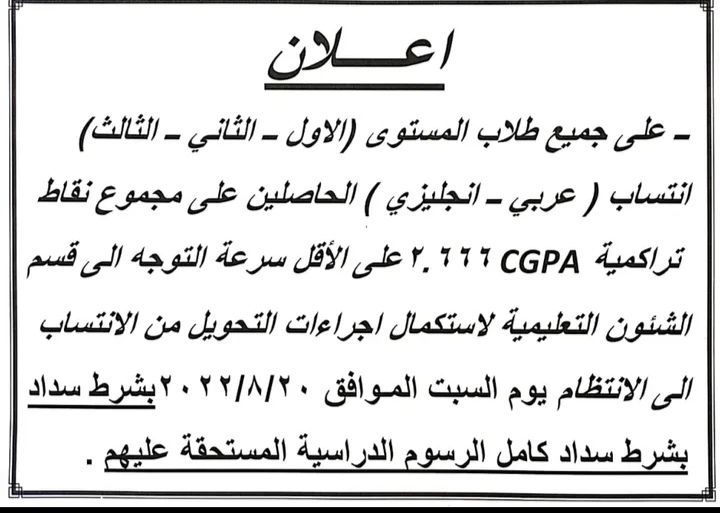 اعلان
- على جميع طلاب المستوى (الاول - الثاني - الثالث)
انتساب ( عربي - انجليزي ) الحاصلين على مجموع نقاط
تراكمية CGPA ٢.٦٦٦ على الأقل سرعة التوجه الى قسم
الشئون التعليمية لاستكمال اجراءات التحويل من الانتساب
الى الانتظام يوم السبت الموافق ٢٠٢٢/٨/٢٠ بشرط سداد
بشرط سداد كامل الرسوم الدراسية المستحقة عليهم .